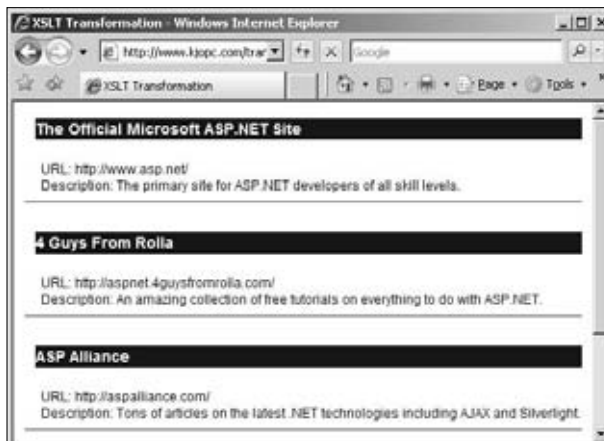 XSLT Transformation - Windows Internet Explorer
http://www.kjopc.com/trar
Google
XSLT Transformation
Page
Tools
The Official Microsoft ASP.NET Site
URL: http://www.asp.net/
Description: The primary site for ASP.NET developers of all skill levels.
4 Guys From Rolla
URL: http://aspnet.4guysfromrolla.com/
Description: An amazing collection of free tutorials on everything to do with ASP.NET.
ASP Alliance
URL: http://aspalliance.com/
Description: Tons of articles on the latest .NET technologies including AJAX and Silverlight.